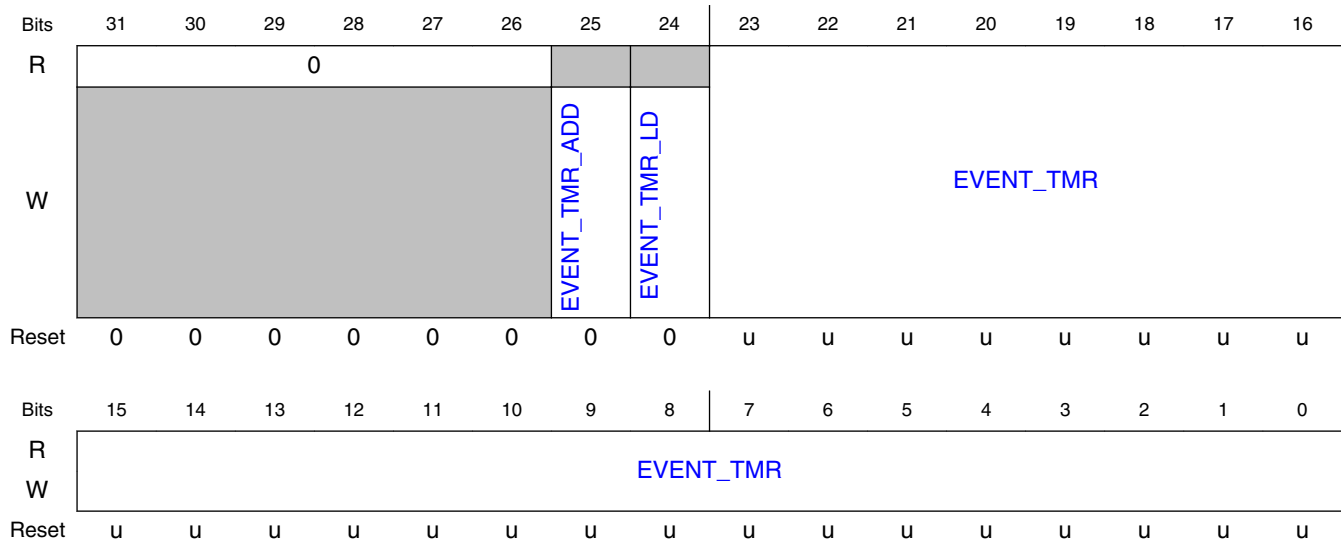 Bits 31 30 29 28 27 26 25 24 23 22 21 20 19 18 17 16
R 0
W EVENT_TMR_ADD EVENT_TMR_LD EVENT_TMR
Reset 0 0 0 0 0 0 0 0 u u u u u u u u
Bits 15 14 13 12 11 10 9 8 7 6 5 4 3 2 1 0
R
EVENT_TMR
W
Reset u u u u u u u u u u u u u u u u